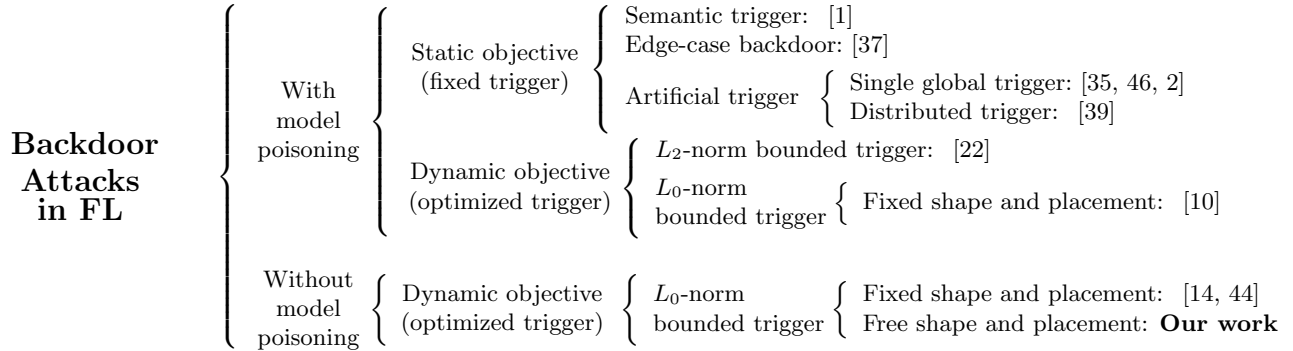 Backdoor
Attacks
in FL
With
model
poisoning
Static objective
(fixed trigger)
Semantic trigger: [1]
Edge-case backdoor: [37]
Artificial trigger
Single global trigger: [35, 46, 2]
Distributed trigger: [39]
Dynamic objective
(optimized trigger)
L₂-norm bounded trigger: [22]
L₀-norm
bounded trigger
Fixed shape and placement: [10]
Without
model
poisoning
Dynamic objective
(optimized trigger)
L₀-norm
bounded trigger
Fixed shape and placement: [14, 44]
Free shape and placement: Our work